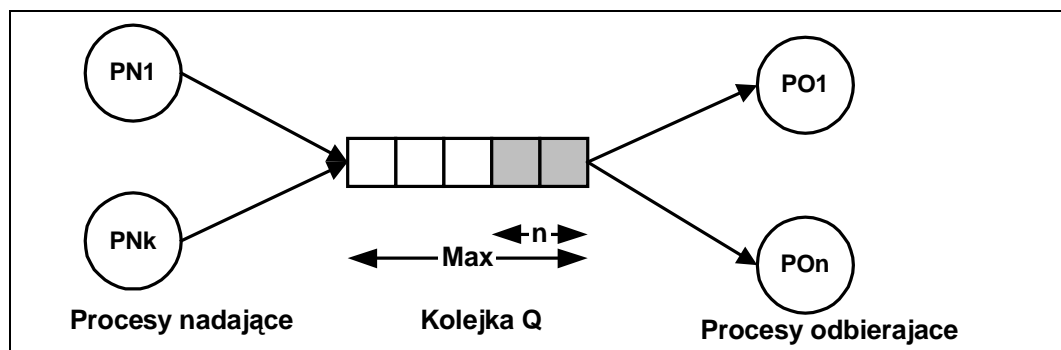 PN1
PO1
PNk
n
Max
POn
Procesy nadające
Kolejka Q
Procesy odbierajace